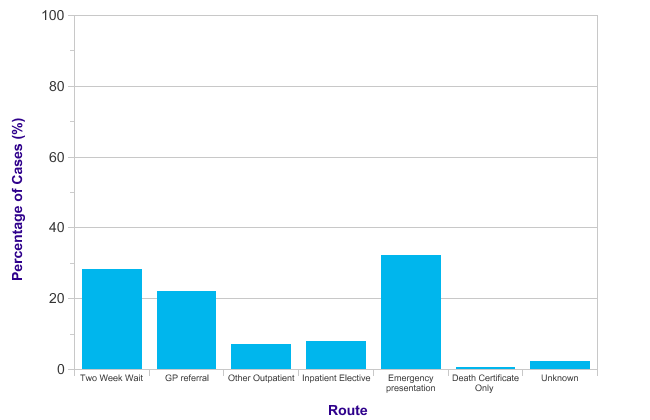 100
80
60
40
20
0
Percentage of Cases (%)
Two Week Wait
GP referral
Other Outpatient
Inpatient Elective
Emergency
presentation
Death Certificate
Only
Unknown
Route